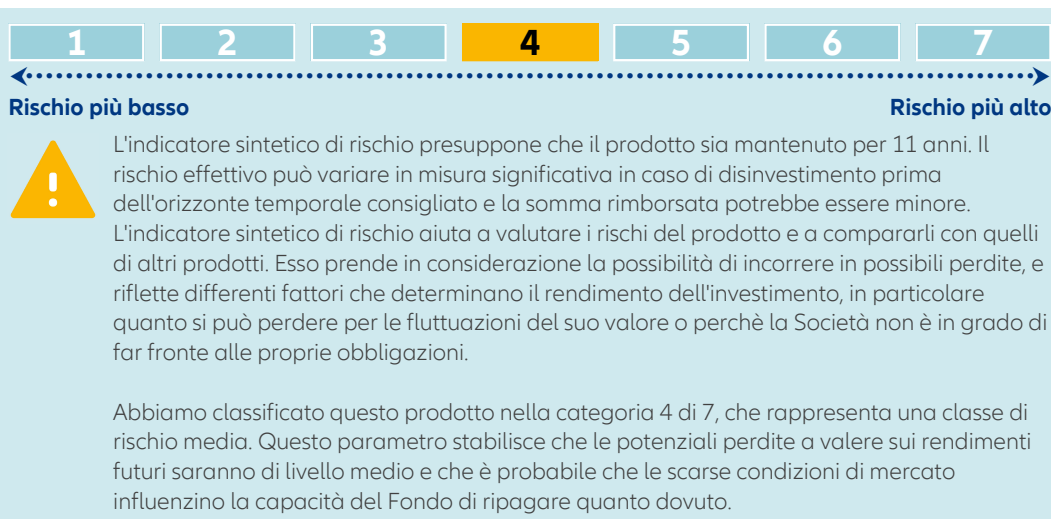 1 2 3 4 5 6 7
Rischio più basso Rischio più alto
L'indicatore sintetico di rischio presuppone che il prodotto sia mantenuto per 11 anni. Il
rischio effettivo può variare in misura significativa in caso di disinvestimento prima
dell'orizzonte temporale consigliato e la somma rimborsata potrebbe essere minore.
L'indicatore sintetico di rischio aiuta a valutare i rischi del prodotto e a compararli con quelli
di altri prodotti. Esso prende in considerazione la possibilità di incorrere in possibili perdite, e
riflette differenti fattori che determinano il rendimento dell'investimento, in particolare
quanto si può perdere per le fluttuazioni del suo valore o perchè la Società non è in grado di
far fronte alle proprie obbligazioni.
Abbiamo classificato questo prodotto nella categoria 4 di 7, che rappresenta una classe di
rischio media. Questo parametro stabilisce che le potenziali perdite a valere sui rendimenti
futuri saranno di livello medio e che è probabile che le scarse condizioni di mercato
influenzino la capacità del Fondo di ripagare quanto dovuto.